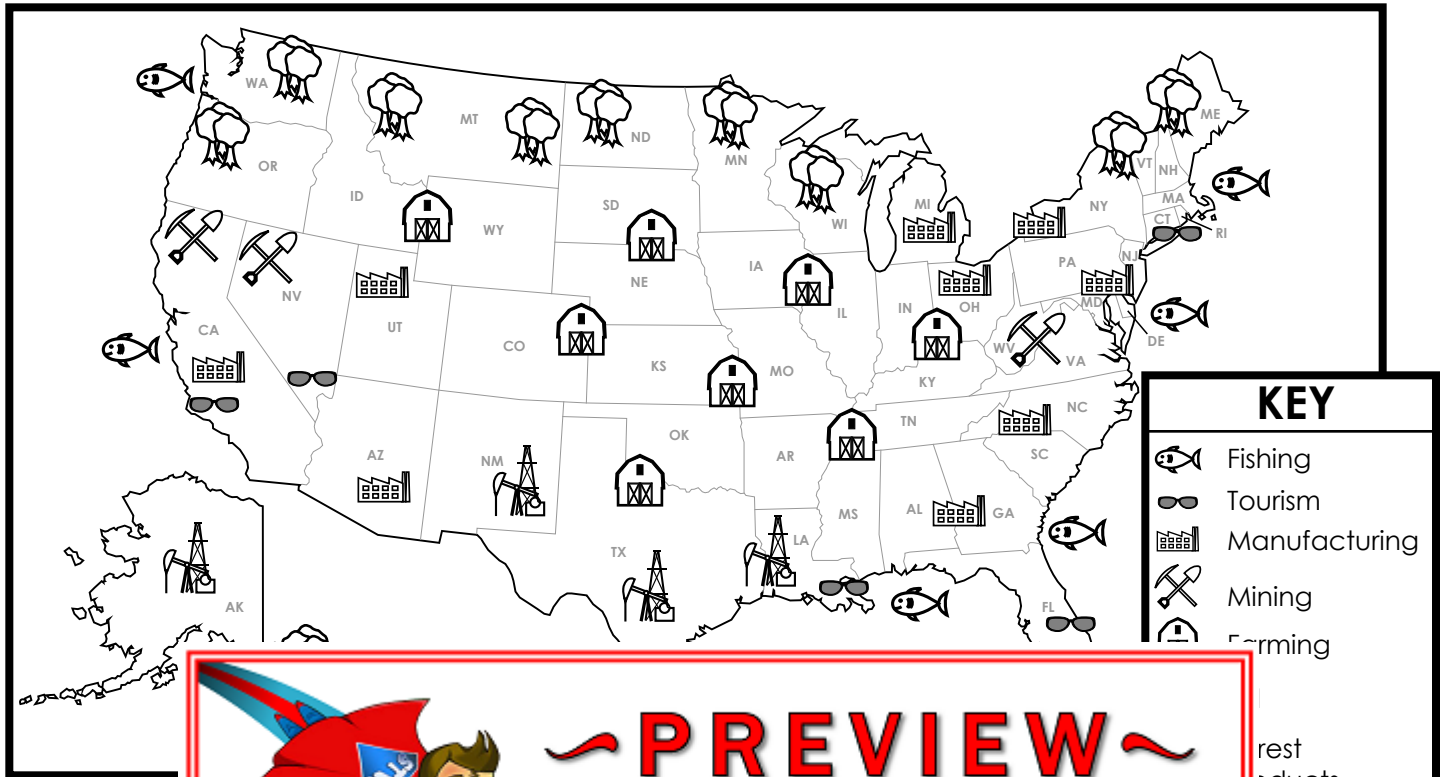 WA
MT
ND
MN
ME
OR
VT
NH
ID
SD
WI
MI
NY
MA
CT
RI
WY
IA
PA
NJ
NE
NV
IL
IN
OH
MD
UT
CA
CO
DE
WV
VA
KS
MO
KY
NC
TN
OK
AZ
NM
AR
SC
MS
AL
GA
LA
TX
AK
FL
KEY
Fishing
Tourism
Manufacturing
Mining
~PREVIEW~